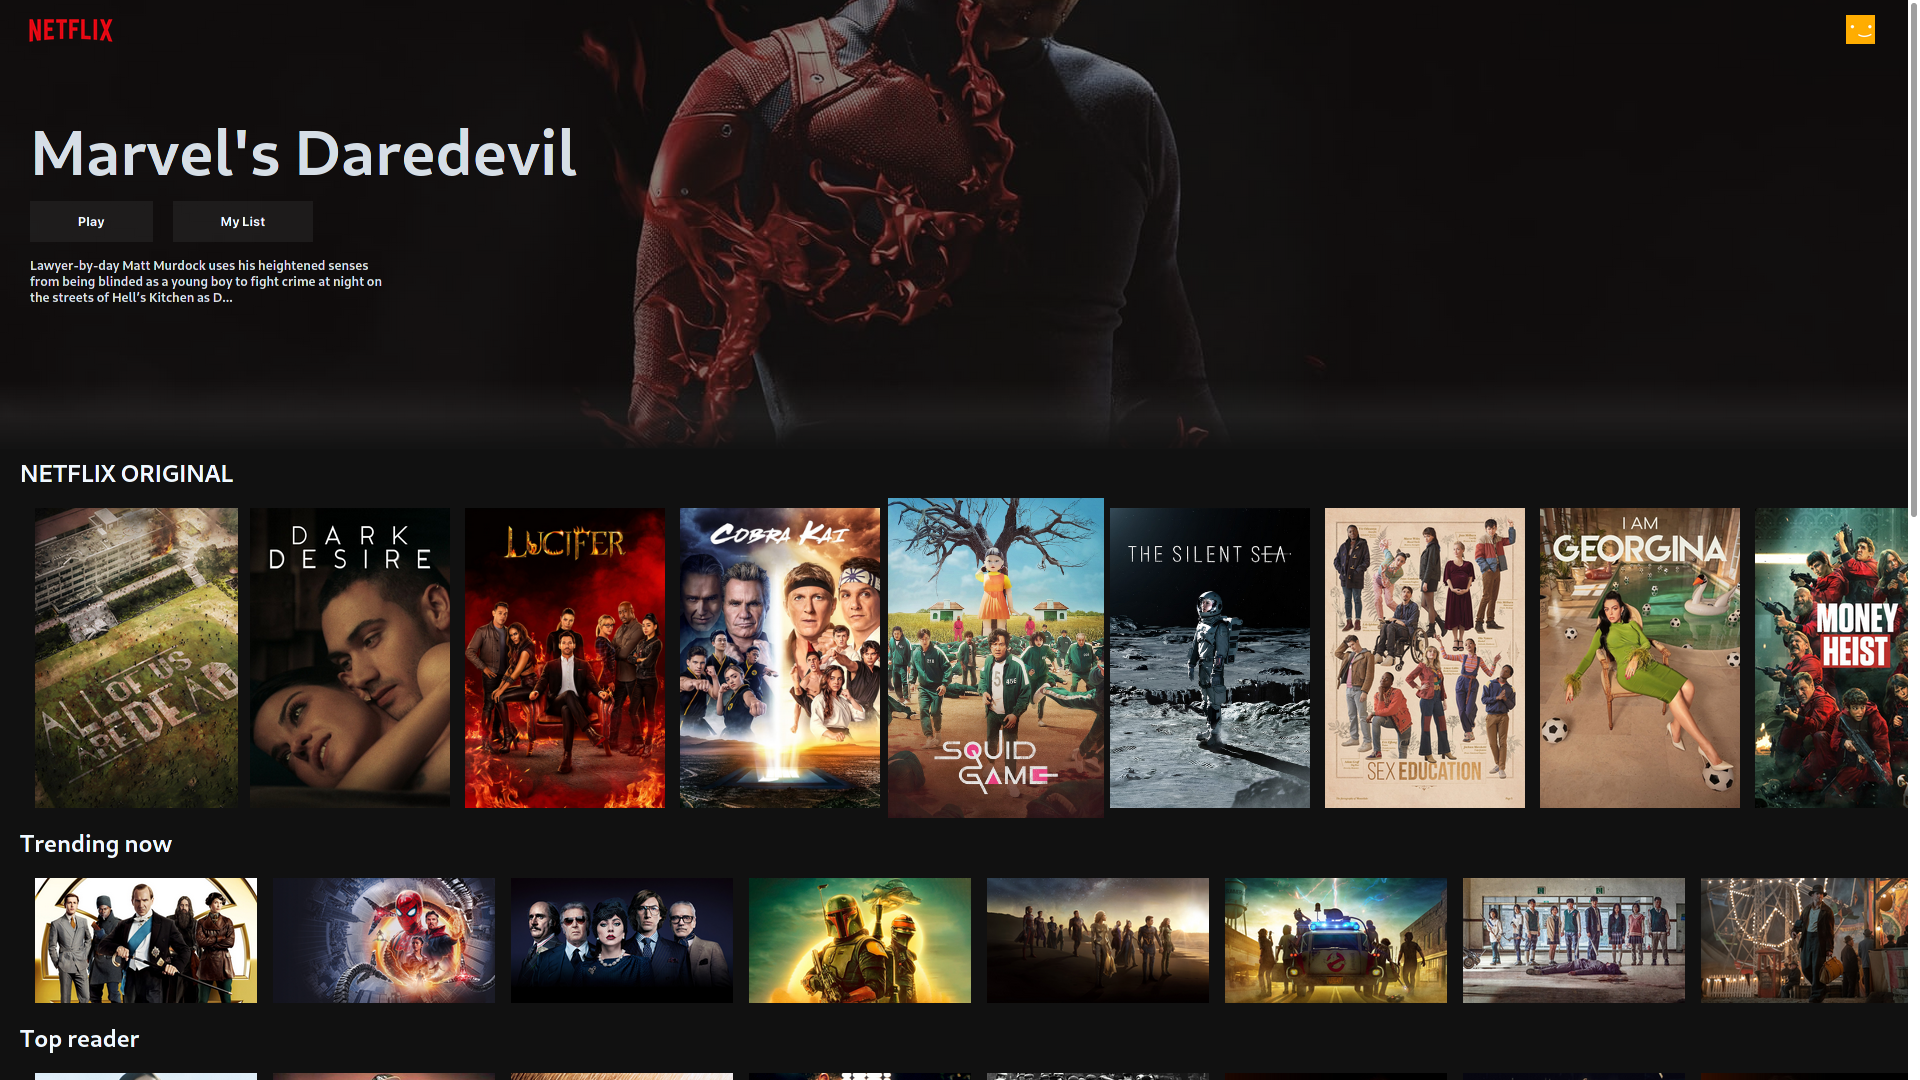 NETFLIX
Marvel's Daredevil
Play
My List
Lawyer-by-day Matt Murdock uses his heightened senses
from being blinded as a young boy to fight crime at night on
the streets of Hell's Kitchen as D...
NETFLIX ORIGINAL
ALL OF US
ARE DEAD
DARK
DESIRE
LUCIFER
COBRA KAI
SQUID
GAME
THE SILENT SEA
SEX EDUCATION
I AM
GEORGINA
MONEY
HEIST
Trending now
Top reader